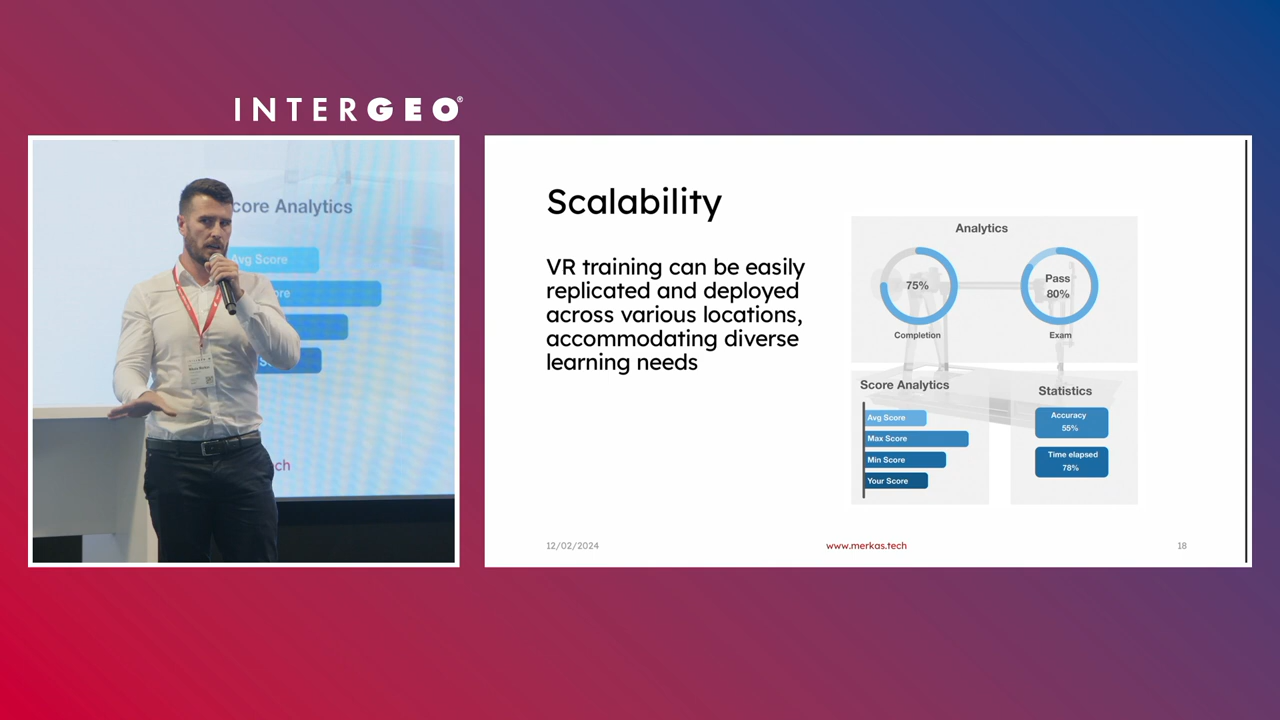 INTERGEO®
core Analytics
Avg Score
ore
ch
Scalability
VR training can be easily
replicated and deployed
across various locations,
accommodating diverse
learning needs
Analytics
75%
Completion
Pass
80%
Exam
Score Analytics
Avg Score
Max Score
Min Score
Your Score
Statistics
Accuracy
55%
Time elapsed
78%
12/02/2024
www.merkas.tech
18